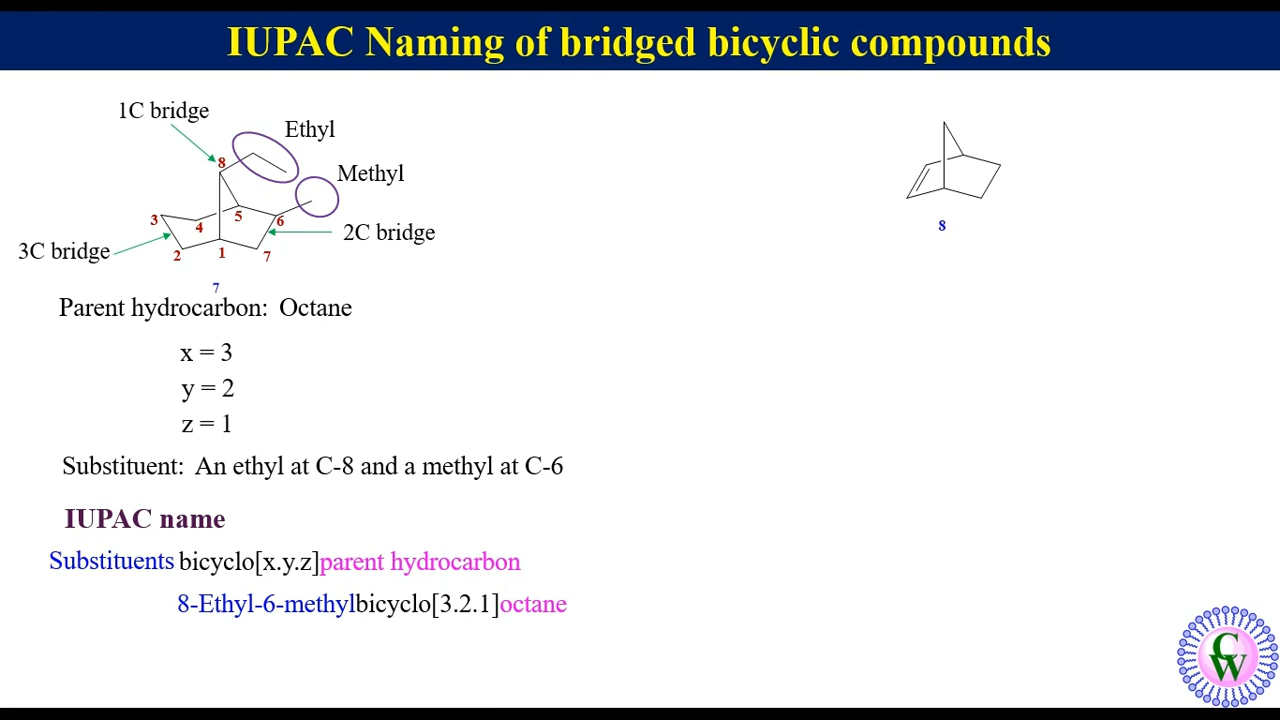 IUPAC Naming of bridged bicyclic compounds
1C bridge
Ethyl
8
Methyl
3
4
5
6
2C bridge
3C bridge
2
1
7
7
Parent hydrocarbon: Octane
x = 3
y = 2
z = 1
Substituent: An ethyl at C-8 and a methyl at C-6
IUPAC name
Substituents bicyclo[x.y.z]parent hydrocarbon
8-Ethyl-6-methylbicyclo[3.2.1]octane
8
CW